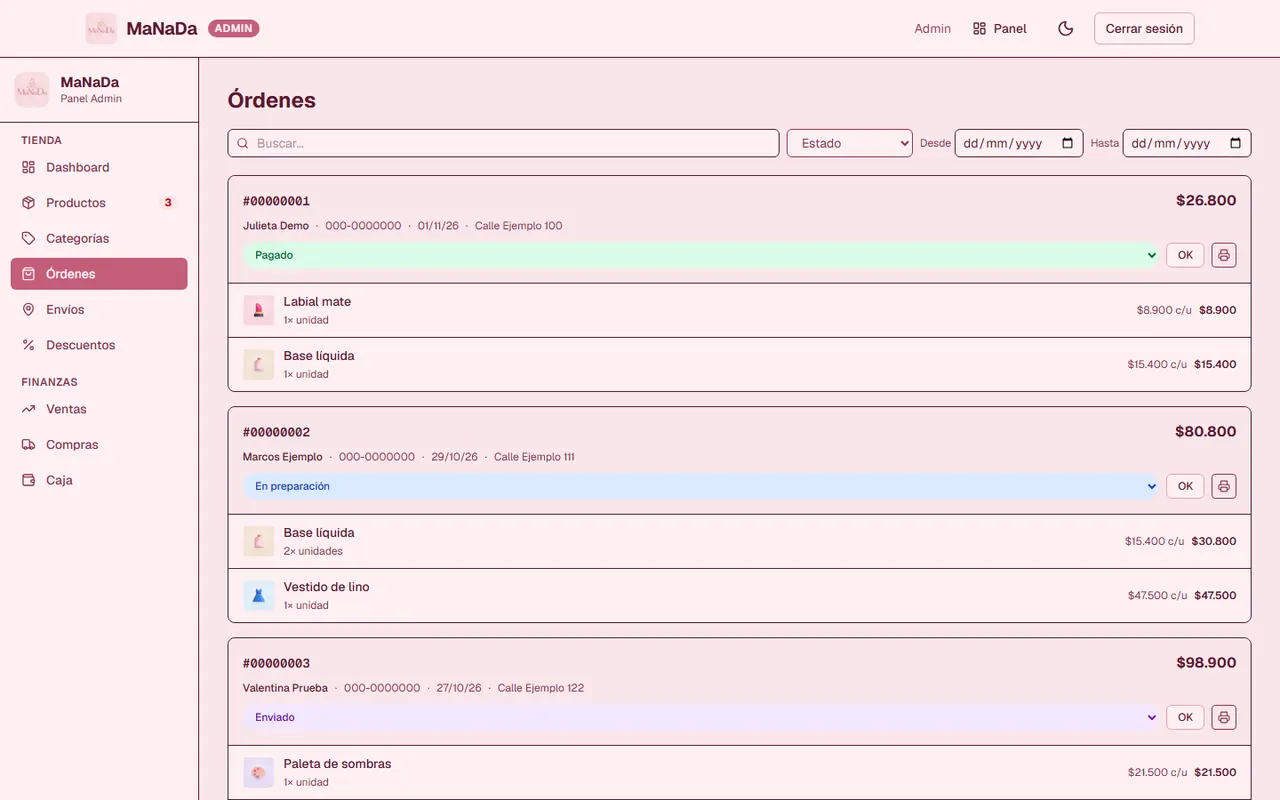 MaNaDa ADMIN
Admin Panel Cerrar sesión
MaNaDa
Panel Admin
TIENDA
Dashboard
Productos 3
Categorías
Órdenes
Envíos
Descuentos
FINANZAS
Ventas
Compras
Caja
Órdenes
Buscar... Estado Desde dd/mm/yyyy Hasta dd/mm/yyyy
#00000001 $26.800
Julieta Demo · 000-0000000 · 01/11/26 · Calle Ejemplo 100
Pagado OK
Labial mate
1× unidad
$8.900 c/u $8.900
Base líquida
1× unidad
$15.400 c/u $15.400
#00000002 $80.800
Marcos Ejemplo · 000-0000000 · 29/10/26 · Calle Ejemplo 111
En preparación OK
Base líquida
2× unidades
$15.400 c/u $30.800
Vestido de lino
1× unidad
$47.500 c/u $47.500
#00000003 $98.900
Valentina Prueba · 000-0000000 · 27/10/26 · Calle Ejemplo 122
Enviado OK
Paleta de sombras
1× unidad
$21.500 c/u $21.500